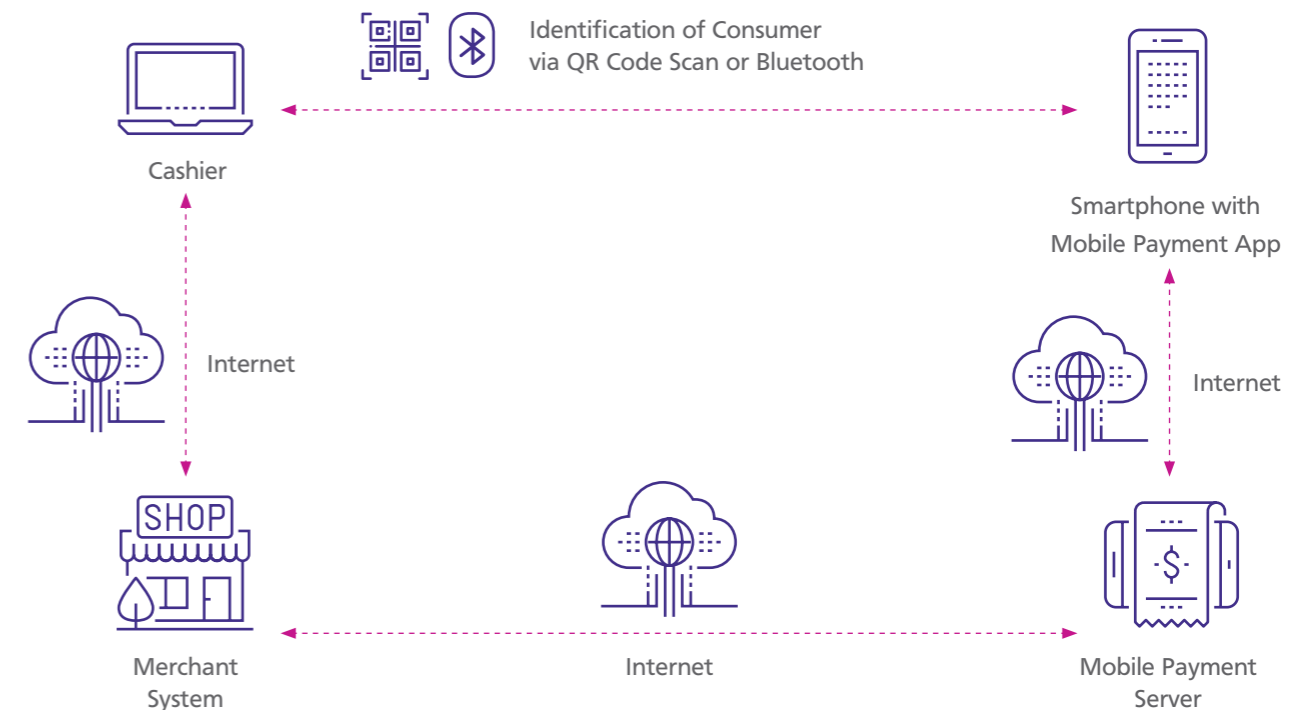 Identification of Consumer
via QR Code Scan or Bluetooth
Cashier
Smartphone with
Mobile Payment App
Internet
Internet
SHOP
$
Merchant
System
Internet
Mobile Payment
Server